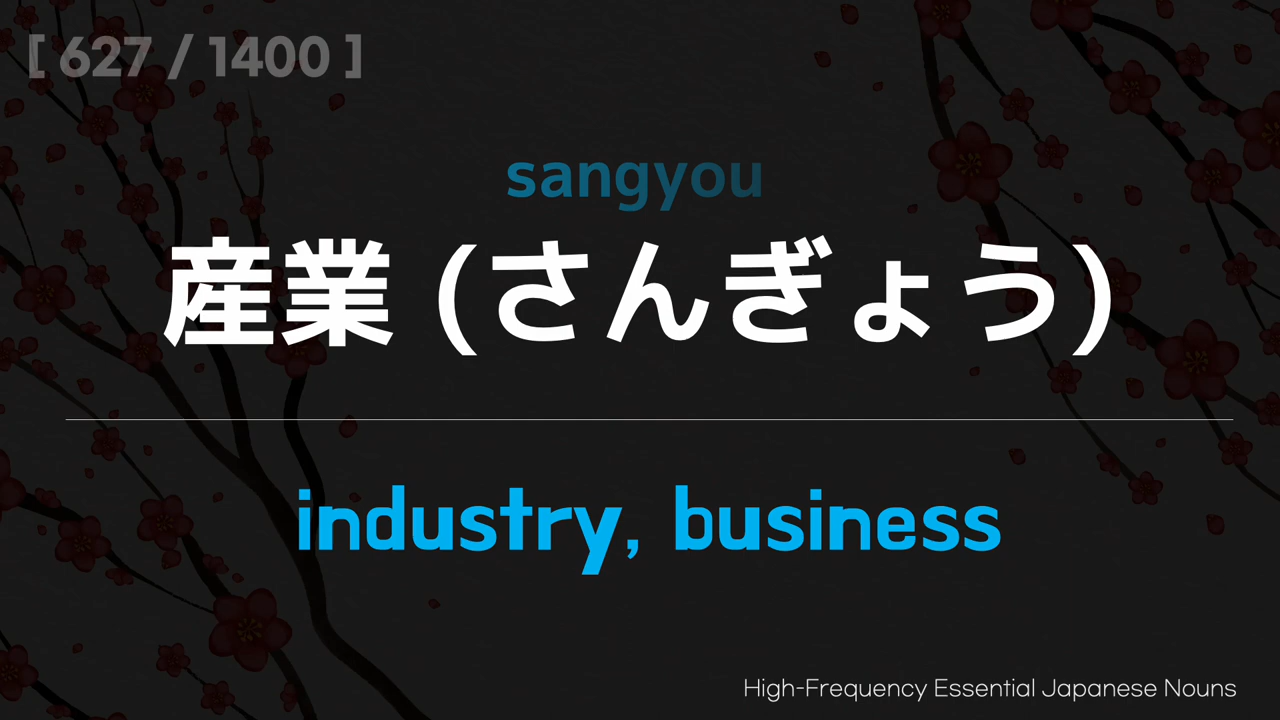 [ 627 / 1400 ]
sangyou
産業 (さんぎょう)
industry, business
High-Frequency Essential Japanese Nouns